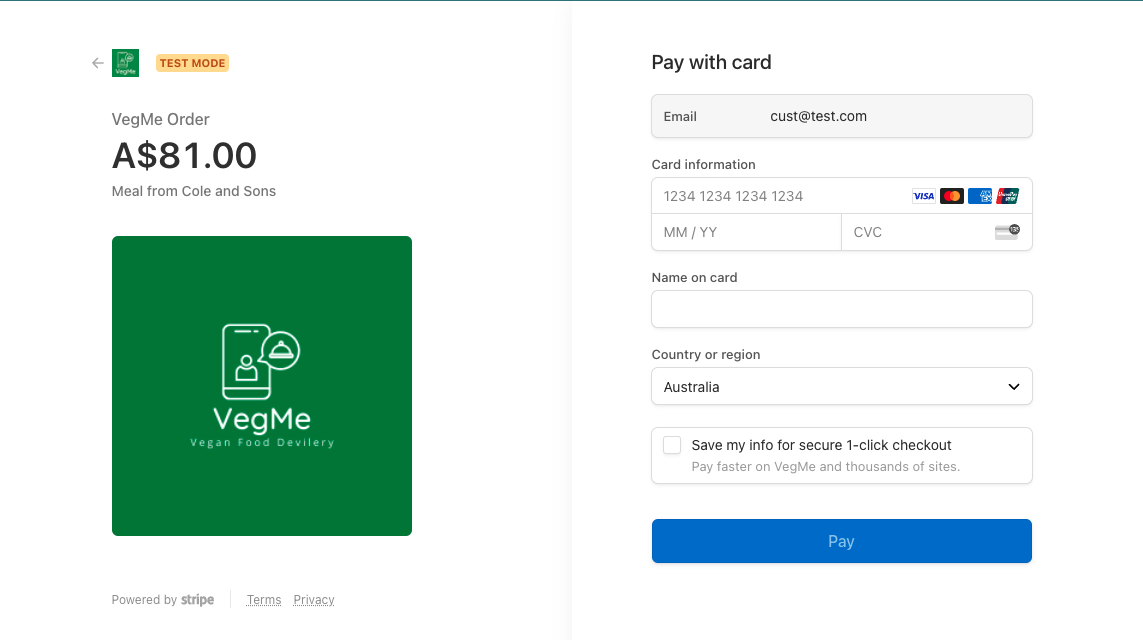 TEST MODE
VegMe Order
A$81.00
Meal from Cole and Sons
VegMe
Vegan Food Devilery
Powered by stripe
Terms Privacy
Pay with card
Email cust@test.com
Card information
1234 1234 1234 1234 VISA
MM / YY CVC 135
Name on card
Country or region
Australia
Save my info for secure 1-click checkout
Pay faster on VegMe and thousands of sites.
Pay